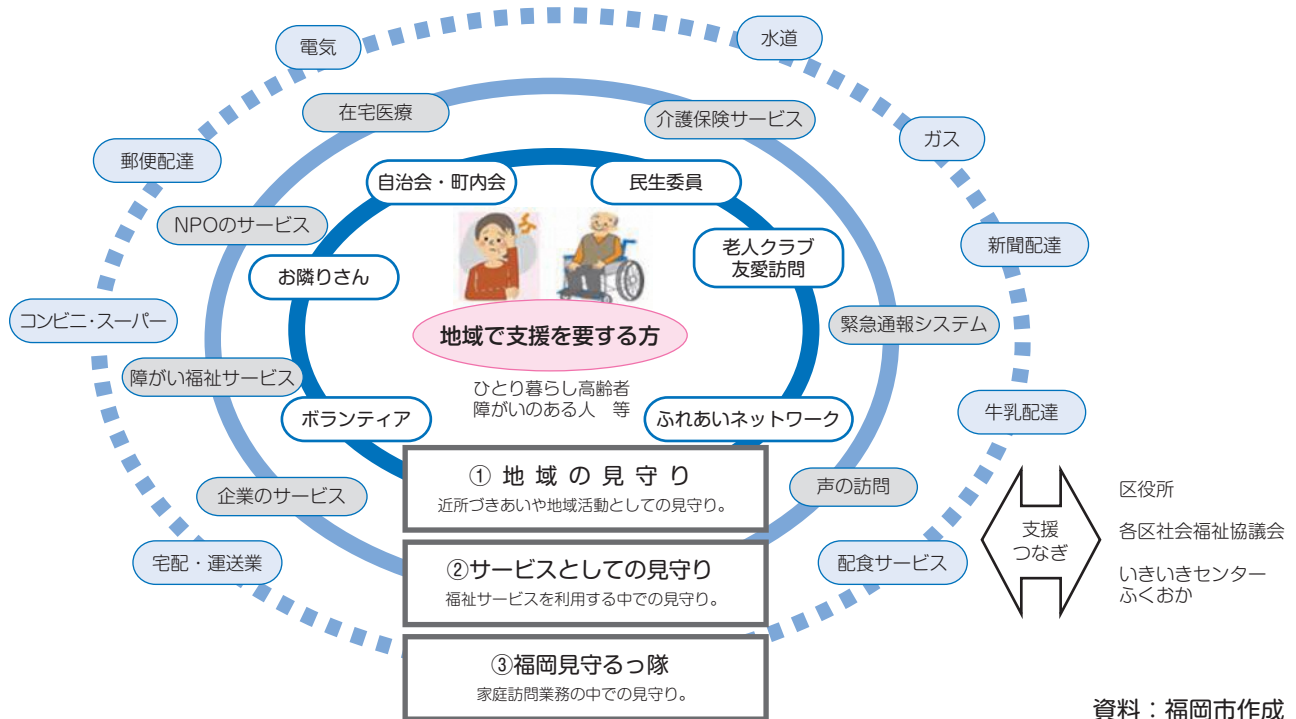 電気
水道
在宅医療
介護保険サービス
ガス
郵便配達
自治会・町内会
民生委員
NPOのサービス
老人クラブ
友愛訪問
新聞配達
お隣りさん
コンビニ・スーパー
地域で支援を要する方
緊急通報システム
障がい福祉サービス
ひとり暮らし高齢者
障がいのある人　等
ボランティア
ふれあいネットワーク
牛乳配達
①地域の見守り
近所づきあいや地域活動としての見守り。
企業のサービス
声の訪問
②サービスとしての見守り
福祉サービスを利用する中での見守り。
宅配・運送業
配食サービス
③福岡見守るっ隊
家庭訪問業務の中での見守り。
支援
つなぎ
区役所
各区社会福祉協議会
いきいきセンター
ふくおか
資料：福岡市作成